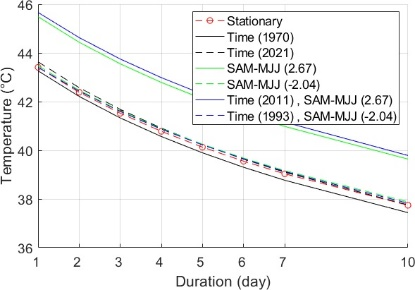 46
44
42
40
38
36
Temperature (°C)
Stationary
Time (1970)
Time (2021)
SAM-MJJ (2.67)
SAM-MJJ (-2.04)
Time (2011) , SAM-MJJ (2.67)
Time (1993) , SAM-MJJ (-2.04)
1 2 3 4 5 6 7 10
Duration (day)